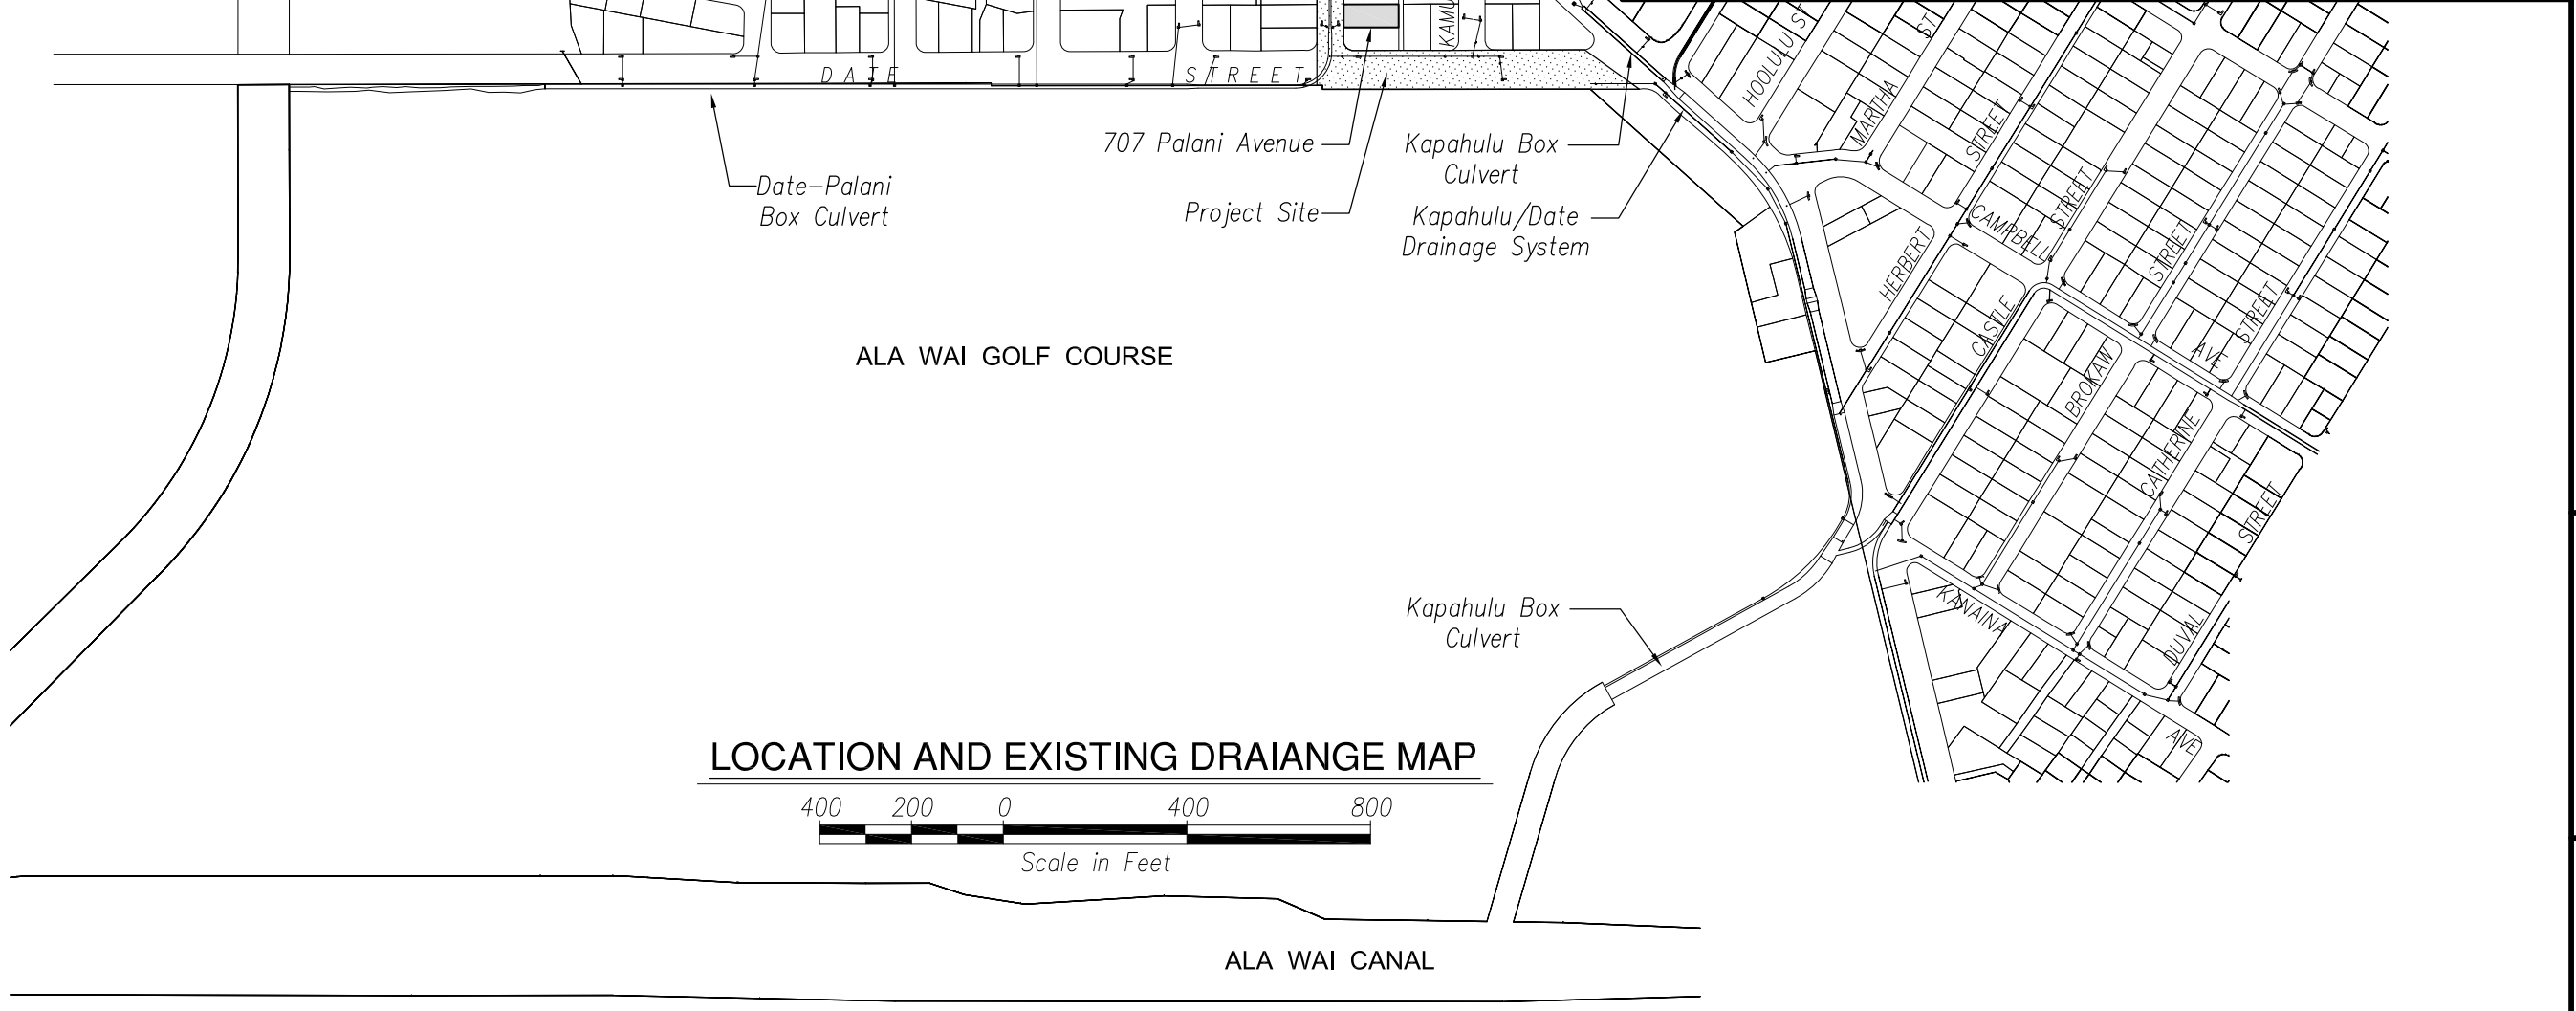 KAMU
HOOLULU ST
ST
DATE
STREET
MARTHIA
STREET
707 Palani Avenue
Kapahulu Box
Culvert
Date-Palani
Box Culvert
Project Site
Kapahulu/Date
Drainage System
CAMPBELL
STREET
HERBERT
STREET
CASTLE
STREET
AVE
ALA WAI GOLF COURSE
BROKAW
CATHERINE
STREET
Kapahulu Box
Culvert
KANAINA
DUVAL
AVE
LOCATION AND EXISTING DRAIANGE MAP
400 200 0 400 800
Scale in Feet
ALA WAI CANAL